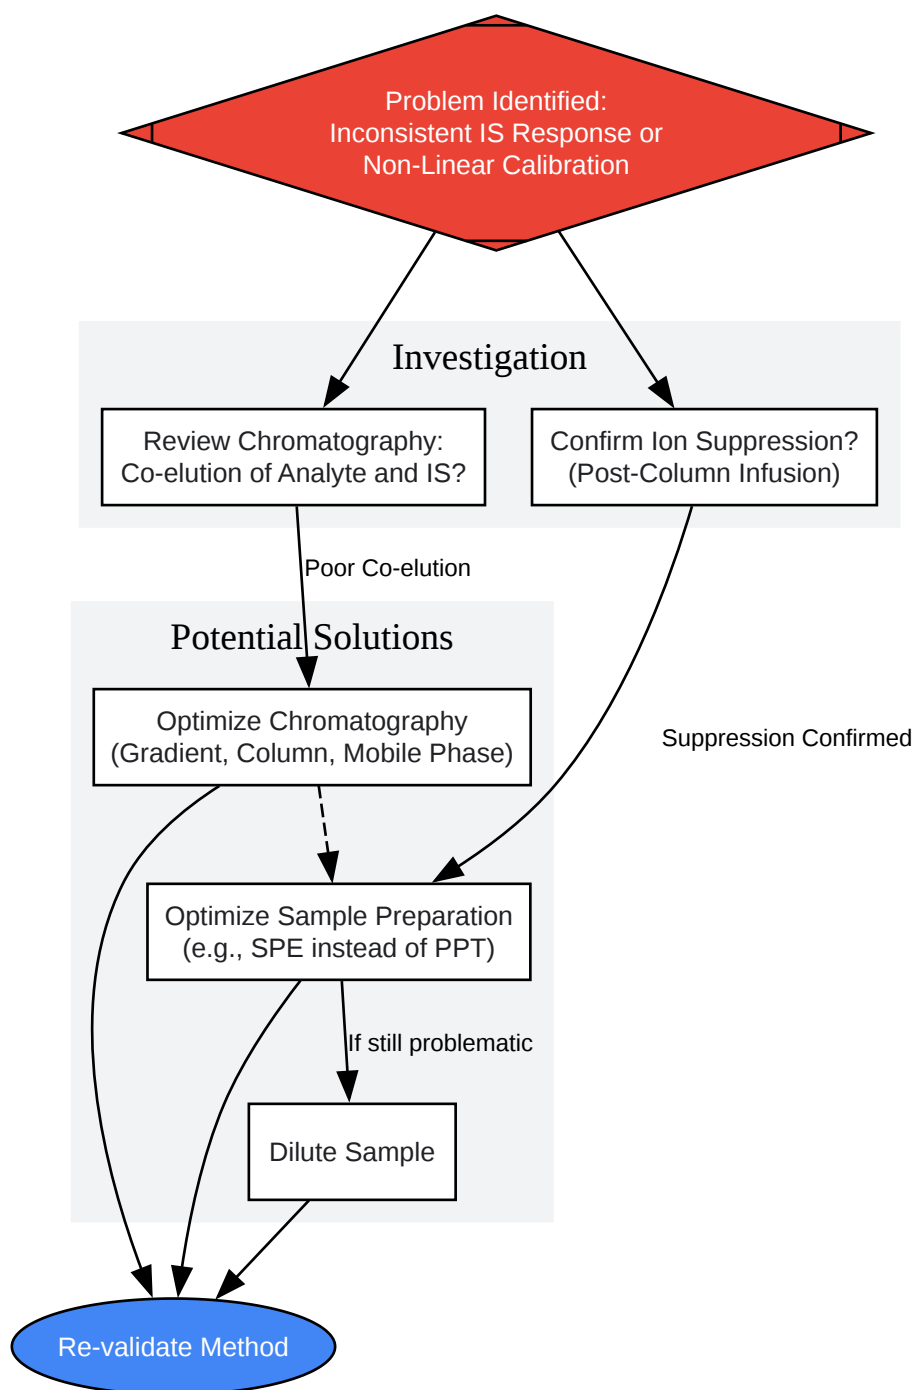 Problem Identified:
Inconsistent IS Response or
Non-Linear Calibration
Investigation
Review Chromatography:
Co-elution of Analyte and IS?
Confirm Ion Suppression?
(Post-Column Infusion)
Poor Co-elution
Potential Solutions
Optimize Chromatography
(Gradient, Column, Mobile Phase)
Suppression Confirmed
Optimize Sample Preparation
(e.g., SPE instead of PPT)
If still problematic
Dilute Sample
Re-validate Method